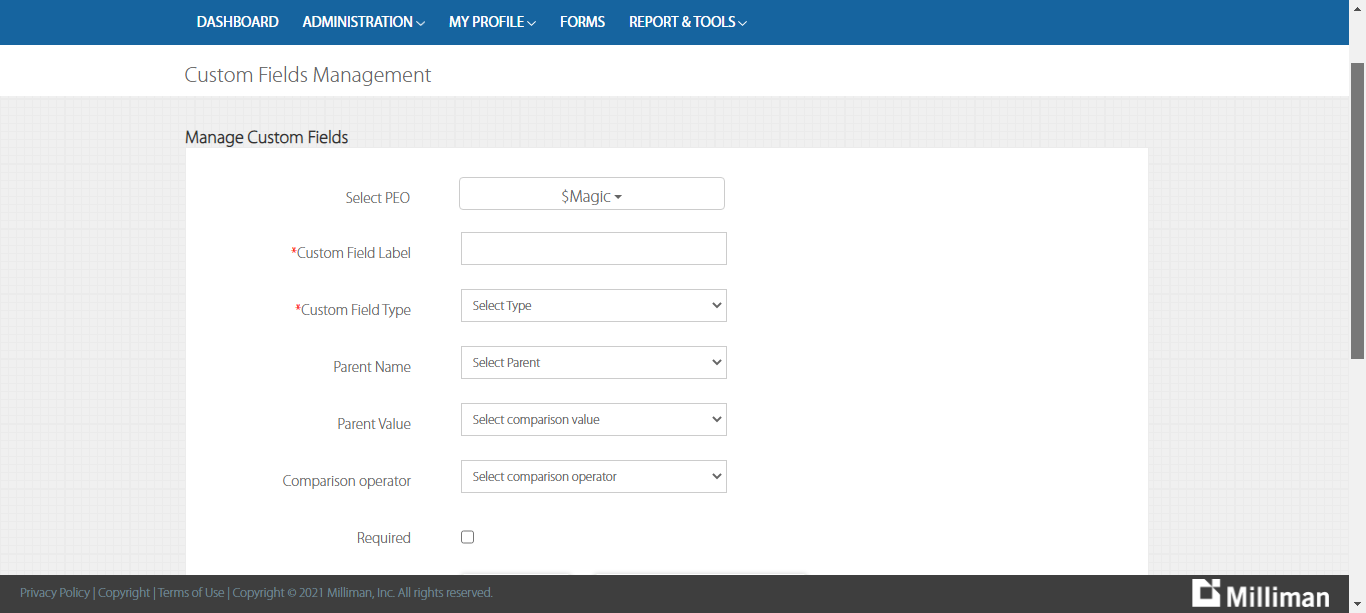 DASHBOARD ADMINISTRATION MY PROFILE FORMS REPORT & TOOLS
Custom Fields Management
Manage Custom Fields
Select PEO $Magic
*Custom Field Label
*Custom Field Type Select Type
Parent Name Select Parent
Parent Value Select comparison value
Comparison operator Select comparison operator
Required
Privacy Policy | Copyright | Terms of Use | Copyright © 2021 Milliman, Inc. All rights reserved.
Milliman